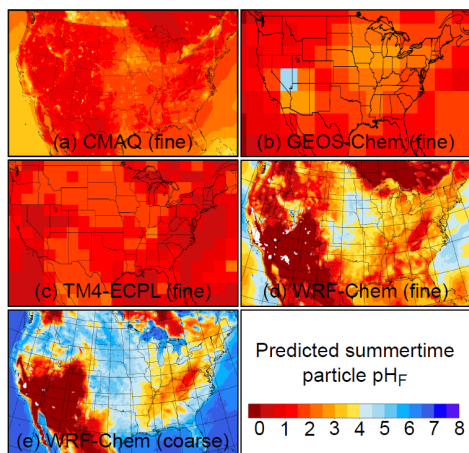 (a) CMAQ (fine)
(b) GEOS-Chem (fine)
(c) TM4-ECPL (fine)
(d) WRF-Chem (fine)
(e) WRF-Chem (coarse)
Predicted summertime
particle pHF
0 1 2 3 4 5 6 7 8